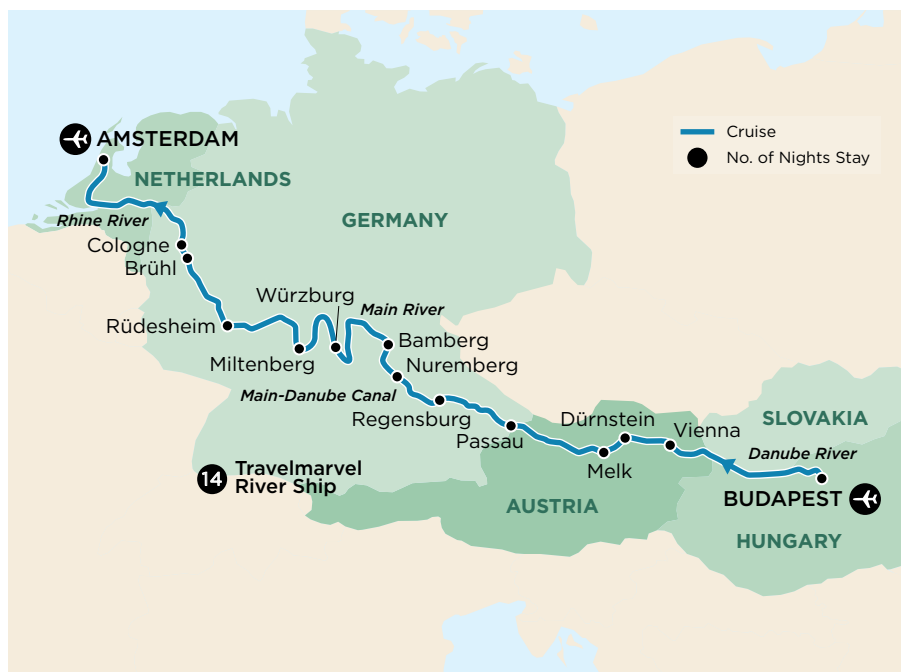 AMSTERDAM
NETHERLANDS
GERMANY
Rhine River
Cologne
Brühl
Rüdesheim
Würzburg
Main River
Miltenberg
Bamberg
Nuremberg
Main-Danube Canal
Regensburg
Passau
Dürnstein
Melk
Vienna
SLOVAKIA
Danube River
BUDAPEST
AUSTRIA
HUNGARY
14 Travelmarvel
River Ship
Cruise
No. of Nights Stay